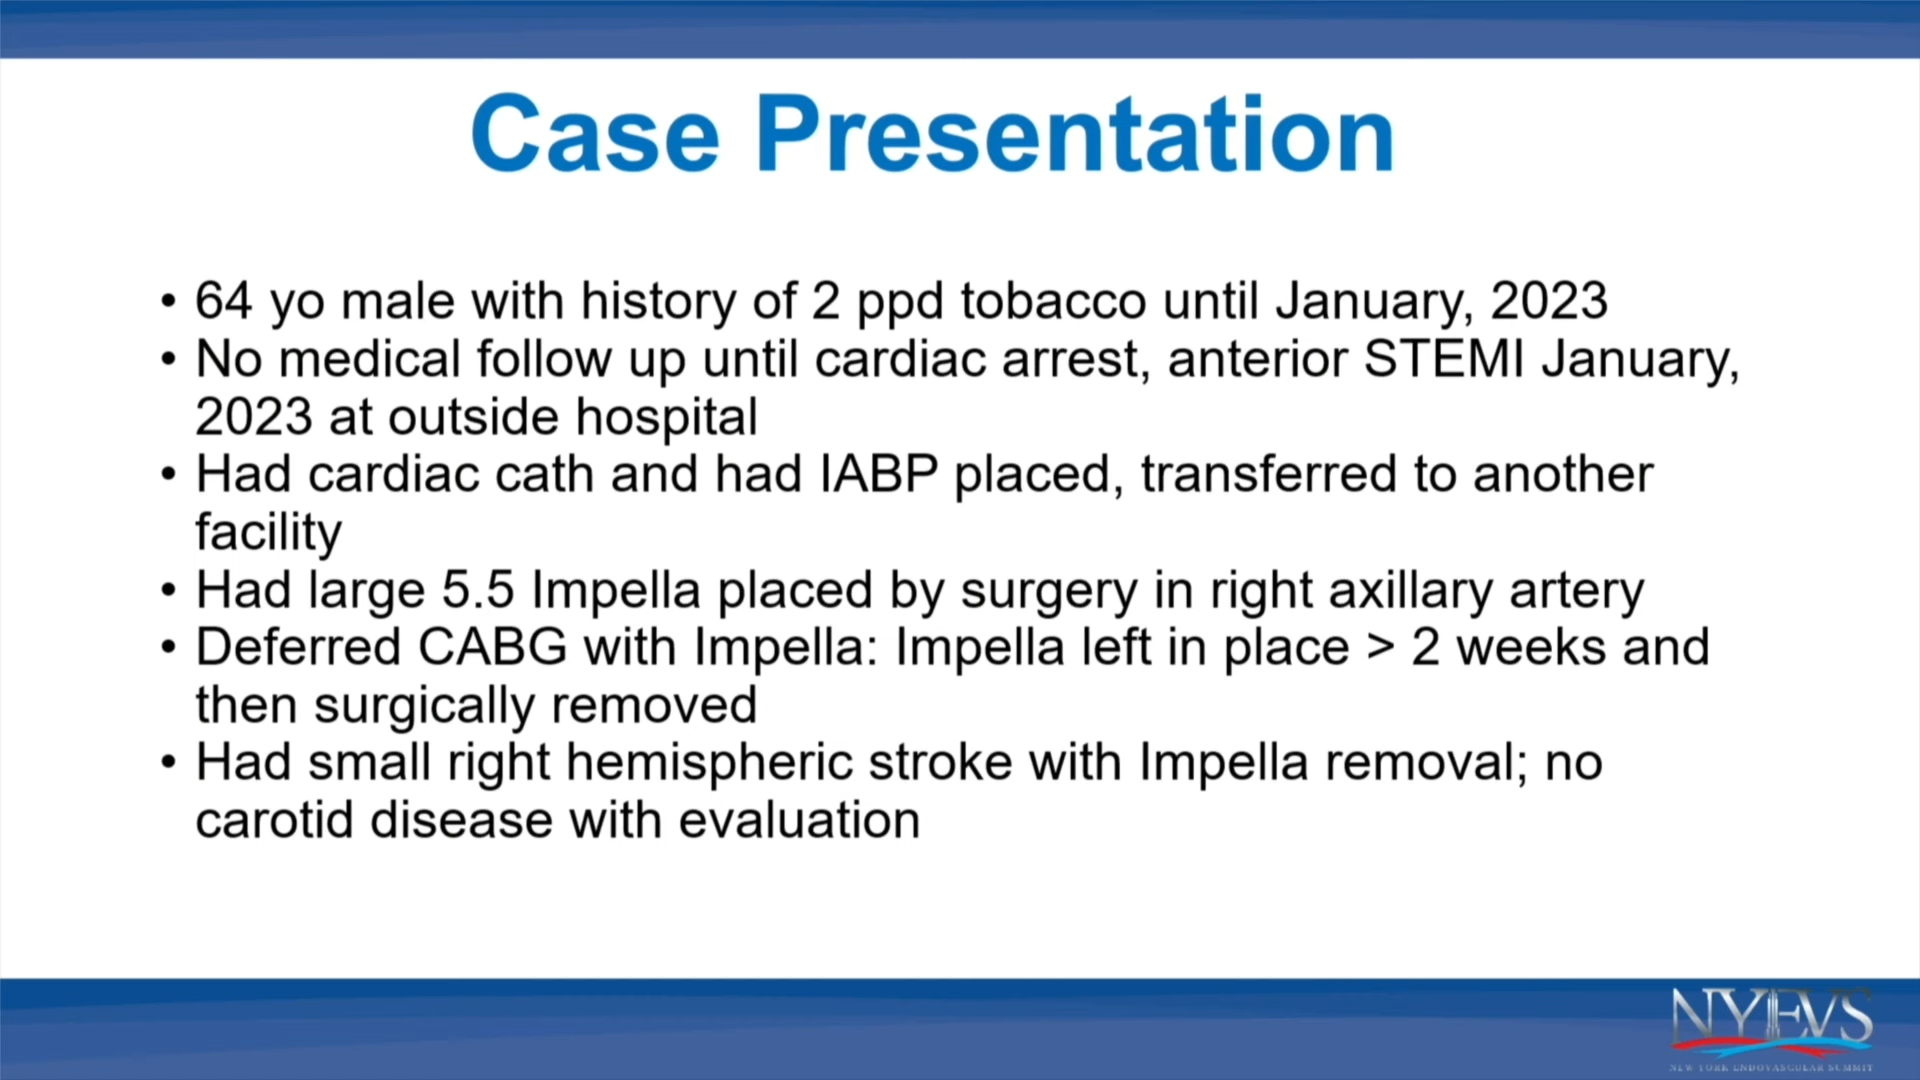 Case Presentation
• 64 yo male with history of 2 ppd tobacco until January, 2023
• No medical follow up until cardiac arrest, anterior STEMI January,
2023 at outside hospital
• Had cardiac cath and had IABP placed, transferred to another
facility
• Had large 5.5 Impella placed by surgery in right axillary artery
• Deferred CABG with Impella: Impella left in place > 2 weeks and
then surgically removed
• Had small right hemispheric stroke with Impella removal; no
carotid disease with evaluation
NYEVS
NEW YORK ENDOVASCULAR SUMMIT